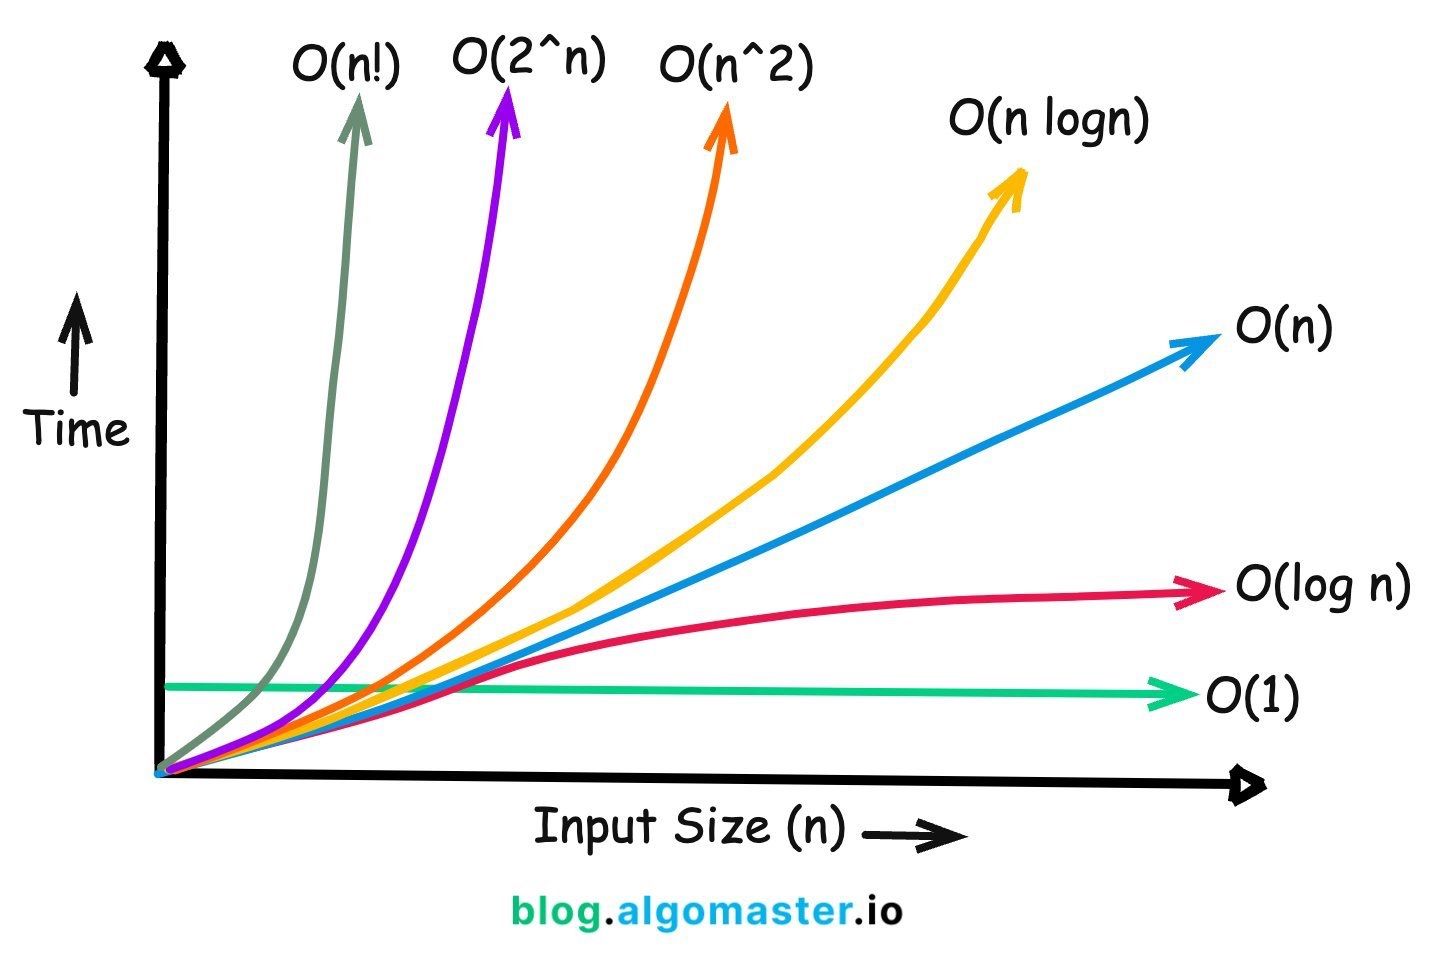 O(n!)
O(2^n)
O(n^2)
O(n logn)
O(n)
Time
O(log n)
O(1)
Input Size (n)
blog.algomaster.io